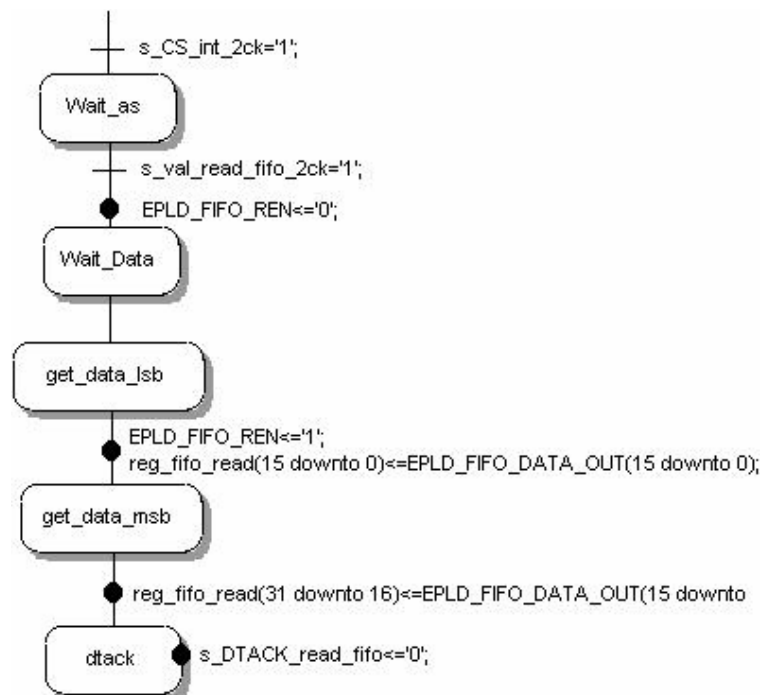 s_CS_int_2ck='1';
Wait_as
s_val_read_fifo_2ck='1';
EPLD_FIFO_REN<='0';
Wait_Data
get_data_lsb
EPLD_FIFO_REN<='1';
reg_fifo_read(15 downto 0)<=EPLD_FIFO_DATA_OUT(15 downto 0);
get_data_msb
reg_fifo_read(31 downto 16)<=EPLD_FIFO_DATA_OUT(15 downto
dtack
s_DTACK_read_fifo<='0';